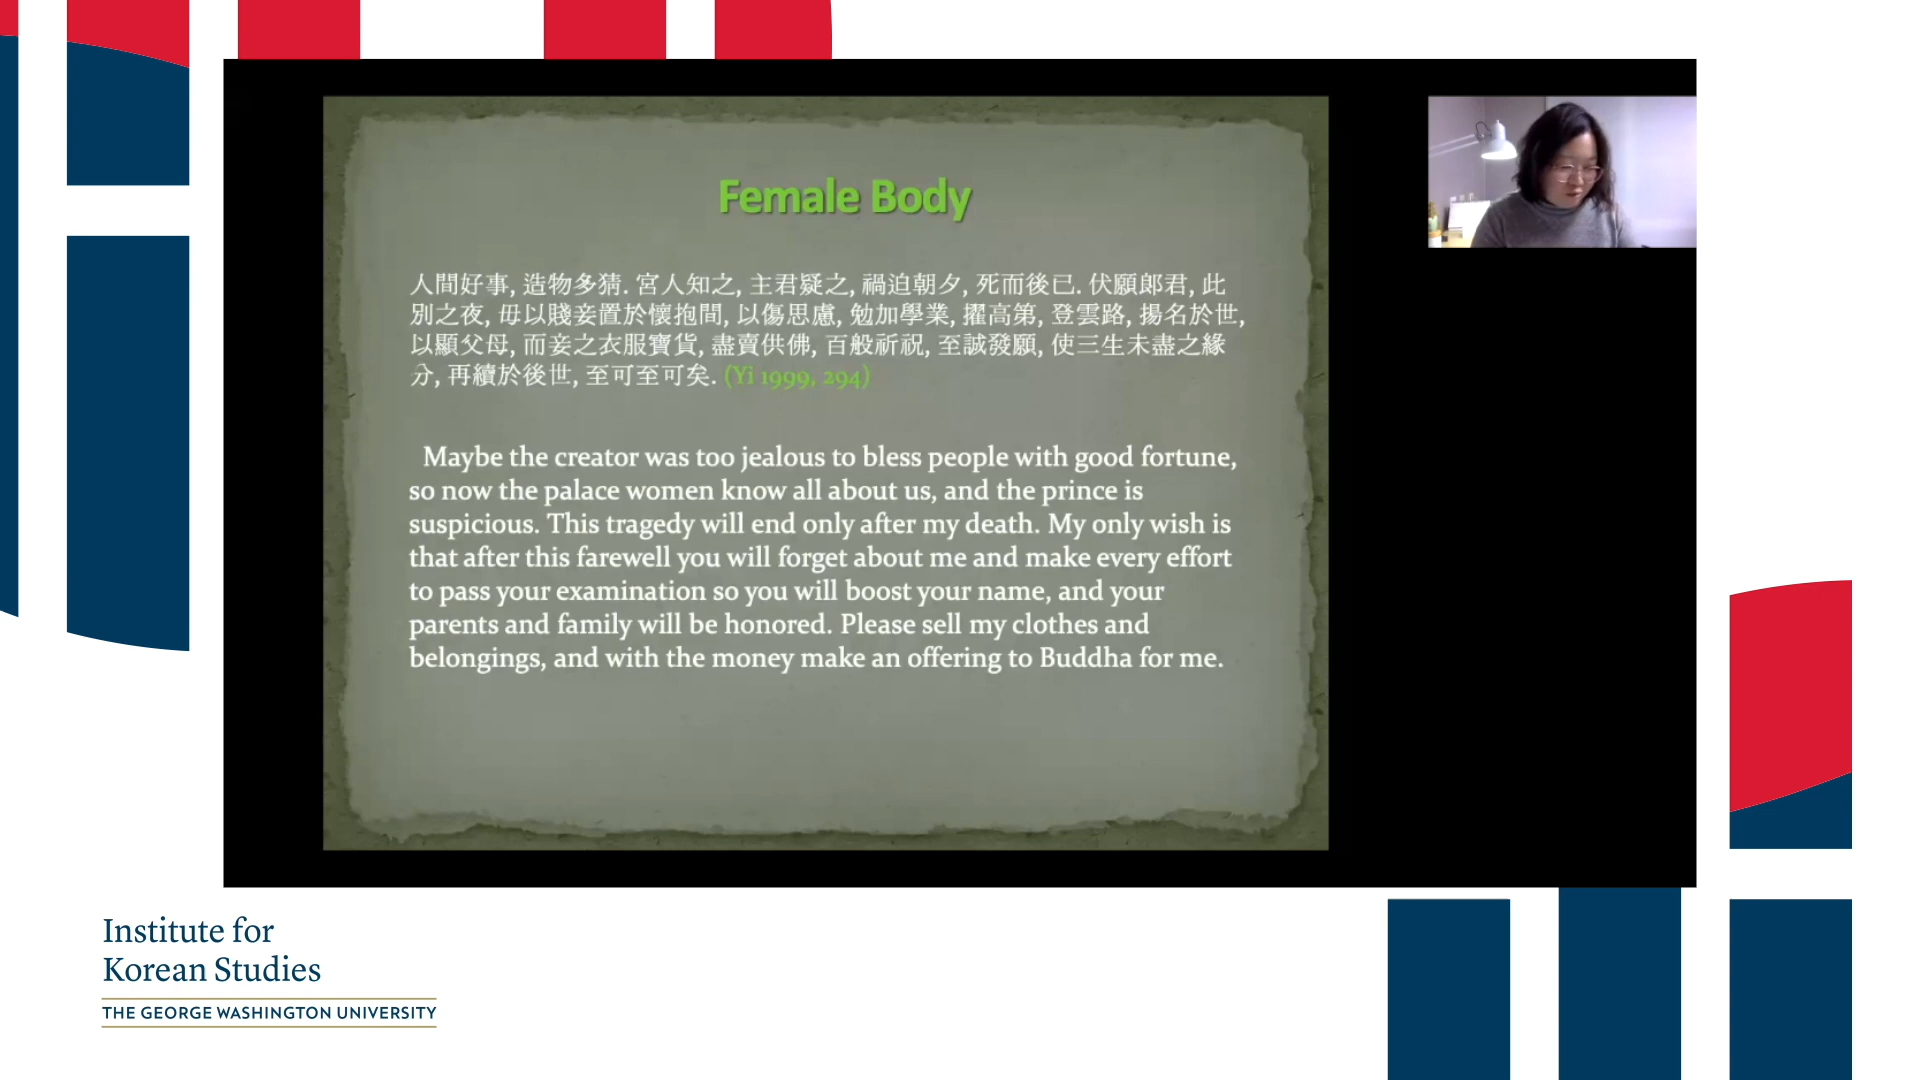 Female Body
人間好事, 造物多猜. 宮人知之, 主君疑之, 禍迫朝夕, 死而後已. 伏願郞君, 此
別之夜, 毋以賤妾置於懷抱間, 以傷思慮, 勉加學業, 擢高第, 登雲路, 揚名於世,
以顯父母, 而妾之衣服寶貨, 盡賣供佛, 百般祈祝, 至誠發願, 使三生未盡之緣
分, 再續於後世, 至可至可矣. (Yi 1999, 294)
Maybe the creator was too jealous to bless people with good fortune,
so now the palace women know all about us, and the prince is
suspicious. This tragedy will end only after my death. My only wish is
that after this farewell you will forget about me and make every effort
to pass your examination so you will boost your name, and your
parents and family will be honored. Please sell my clothes and
belongings, and with the money make an offering to Buddha for me.
Institute for
Korean Studies
THE GEORGE WASHINGTON UNIVERSITY